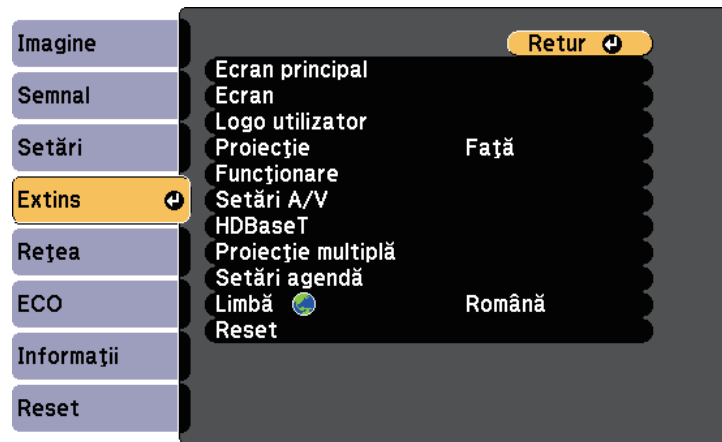 Imagine
Semnal
Setări
Extins
Reţea
ECO
Informaţii
Reset
Retur
Ecran principal
Ecran
Logo utilizator
Proiecţie Faţă
Funcţionare
Setări A/V
HDBaseT
Proiecţie multiplă
Setări agendă
Limbă Română
Reset